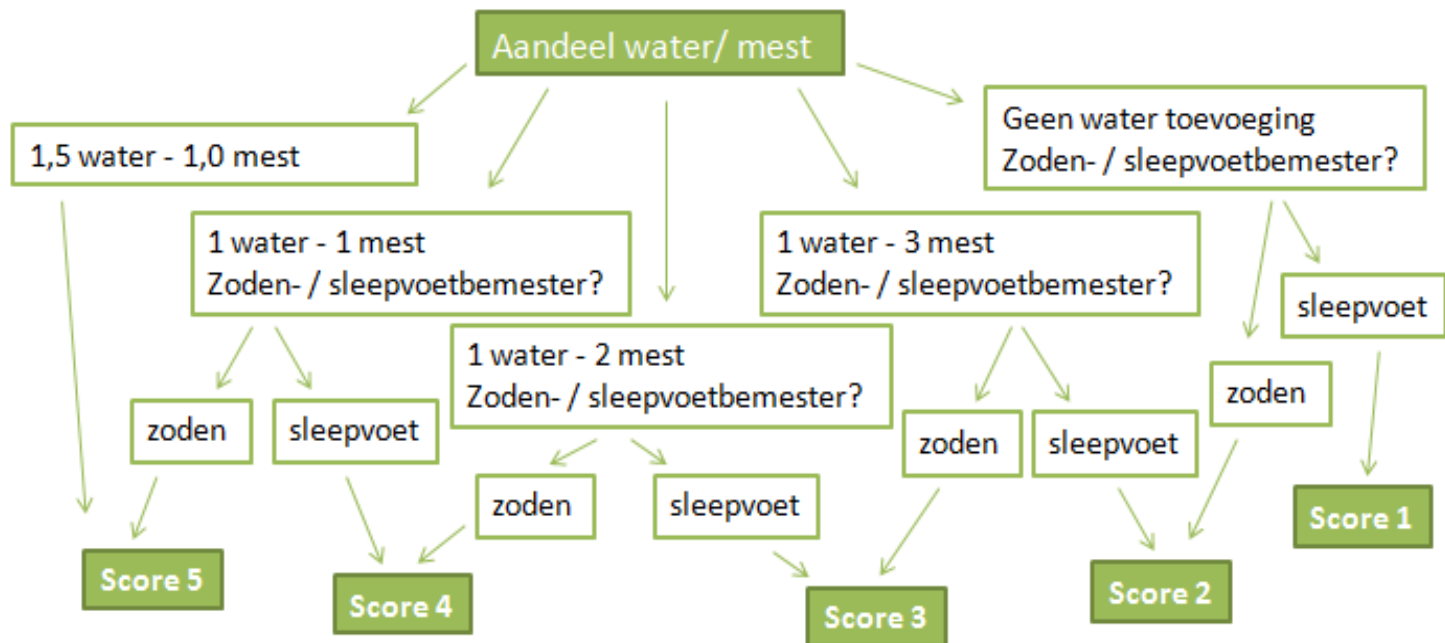 Aandeel water/ mest
1,5 water - 1,0 mest
Geen water toevoeging
Zoden- / sleepvoetbemester?
1 water - 1 mest
Zoden- / sleepvoetbemester?
1 water - 3 mest
Zoden- / sleepvoetbemester?
sleepvoet
1 water - 2 mest
Zoden- / sleepvoetbemester?
zoden
zoden
sleepvoet
zoden
sleepvoet
zoden
sleepvoet
Score 1
Score 5
Score 4
Score 3
Score 2